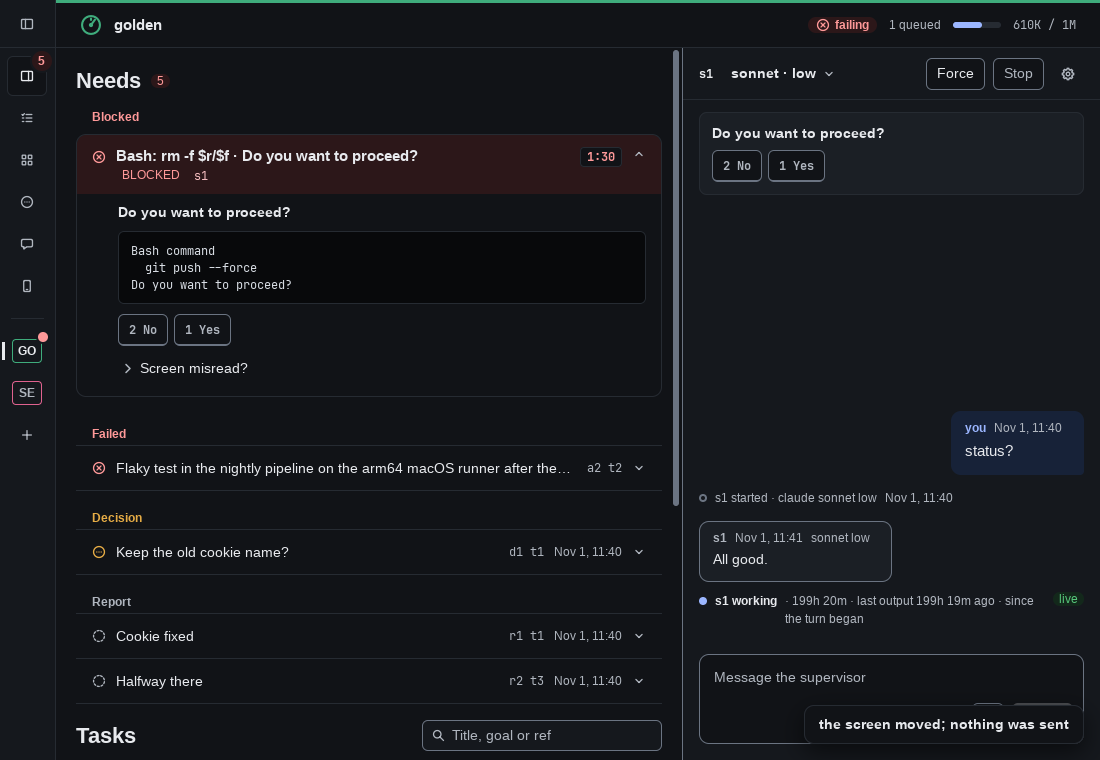 golden
failing
1 queued
610K / 1M
5
GO
SE
Needs 5
Blocked
Bash: rm -f $r/$f · Do you want to proceed?
1:30
BLOCKED s1
Do you want to proceed?
Bash command
git push --force
Do you want to proceed?
2 No
1 Yes
Screen misread?
Failed
Flaky test in the nightly pipeline on the arm64 macOS runner after the…
a2 t2
Decision
Keep the old cookie name?
d1 t1 Nov 1, 11:40
Report
Cookie fixed
r1 t1 Nov 1, 11:40
Halfway there
r2 t3 Nov 1, 11:40
Tasks
Title, goal or ref
s1 sonnet · low
Force
Stop
Do you want to proceed?
2 No
1 Yes
you Nov 1, 11:40
status?
s1 started · claude sonnet low Nov 1, 11:40
s1 Nov 1, 11:41 sonnet low
All good.
s1 working · 199h 20m · last output 199h 19m ago · since
the turn began
live
Message the supervisor
the screen moved; nothing was sent